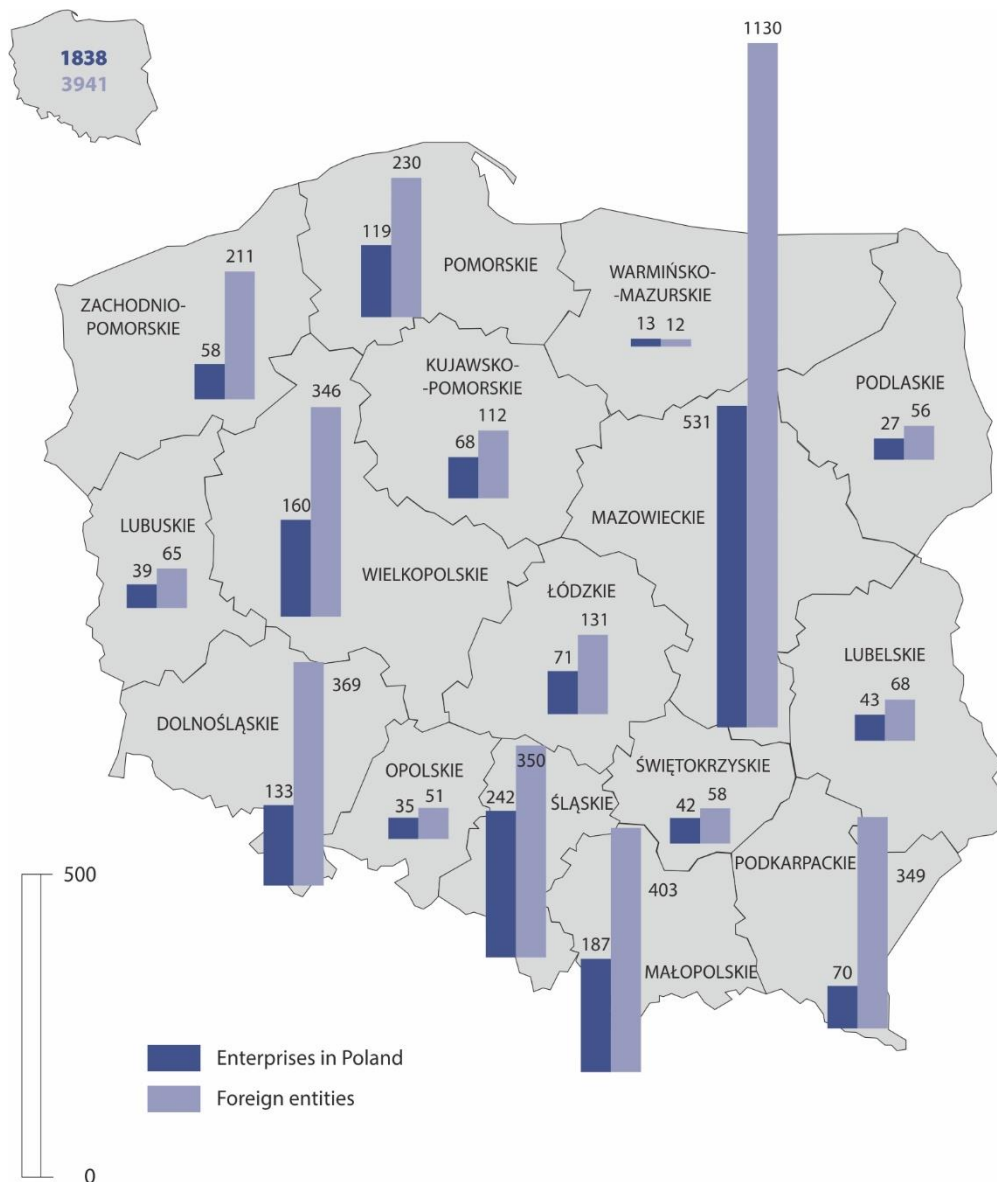 1838
3941
1130
230
119
POMORSKIE
211
58
ZACHODNIO-
POMORSKIE
WARMIŃSKO-
-MAZURSKIE
13
12
KUJAWSKO-
-POMORSKIE
68
112
PODLASKIE
27
56
346
160
WIELKOPOLSKIE
531
MAZOWIECKIE
LUBUSKIE
39
65
ŁÓDZKIE
71
131
LUBELSKIE
43
68
DOLNOŚLĄSKIE
133
369
OPOLSKIE
35
51
242
350
ŚLĄSKIE
ŚWIĘTOKRZYSKIE
42
58
187
403
MAŁOPOLSKIE
PODKARPACKIE
70
349
500
0
Enterprises in Poland
Foreign entities